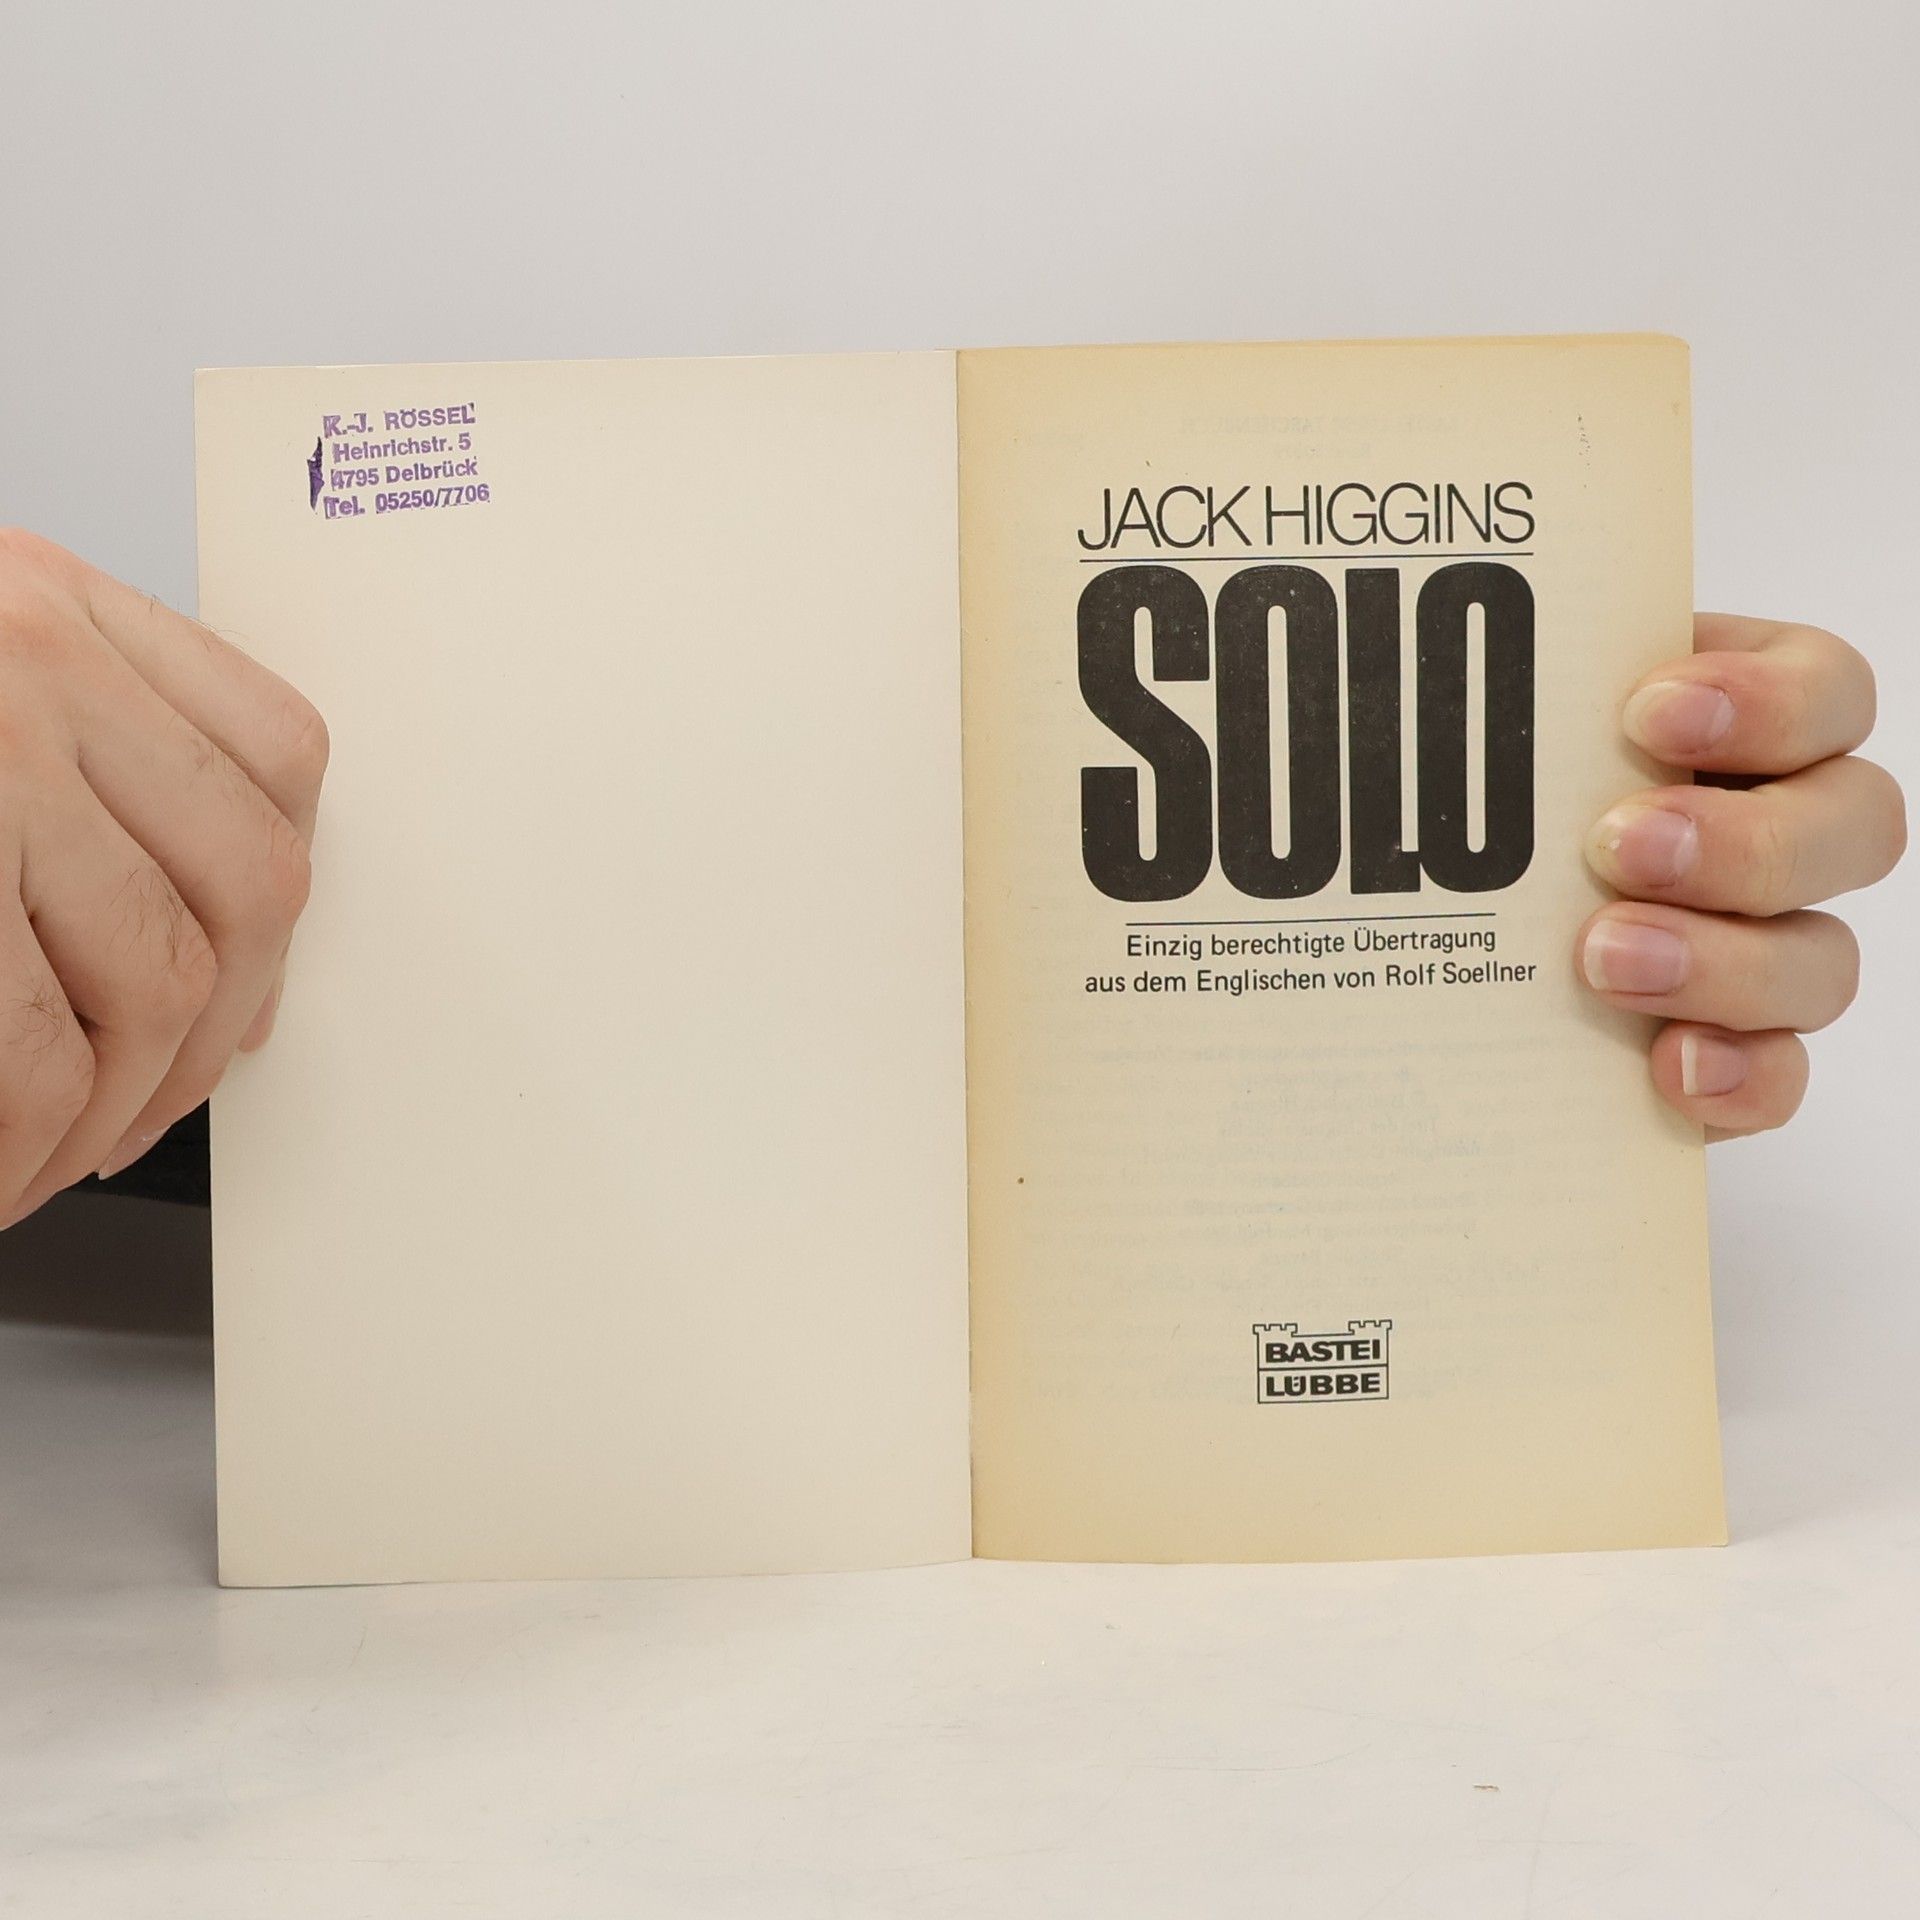 K.-J. RÖSSEL
Heinrichstr. 5
4795 Delbrück
Tel. 05250/7706
JACK HIGGINS
SOLO
Einzig berechtigte Übertragung
aus dem Englischen von Rolf Soellner
BASTEI
LÜBBE